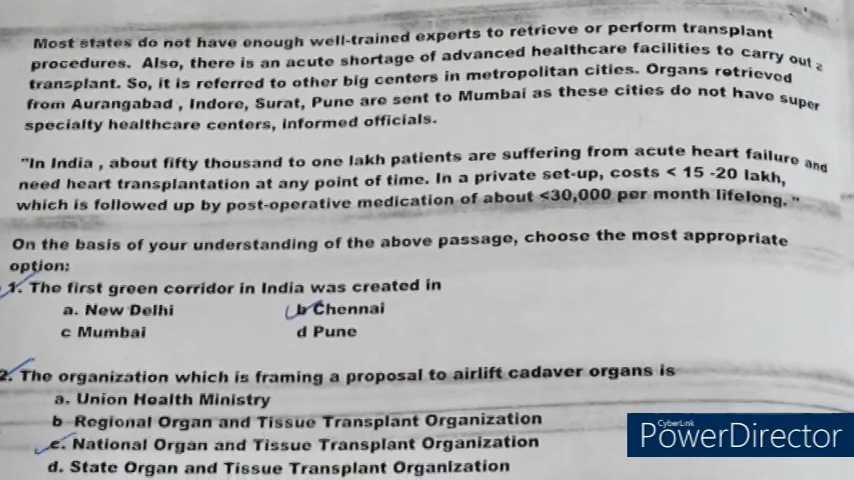 Most states do not have enough well-trained experts to retrieve or perform transplant
procedures. Also, there is an acute shortage of advanced healthcare facilities to carry out a
transplant. So, it is referred to other big centers in metropolitan cities. Organs retrieved
from Aurangabad , Indore, Surat, Pune are sent to Mumbai as these cities do not have super
specialty healthcare centers, informed officials.
"In India , about fifty thousand to one lakh patients are suffering from acute heart failure and
need heart transplantation at any point of time. In a private set-up, costs < 15 -20 lakh,
which is followed up by post-operative medication of about <30,000 per month lifelong."
On the basis of your understanding of the above passage, choose the most appropriate
option:
1. The first green corridor in India was created in
a. New Delhi b Chennai
c Mumbai d Pune
2. The organization which is framing a proposal to airlift cadaver organs is
a. Union Health Ministry
b Regional Organ and Tissue Transplant Organization
c. National Organ and Tissue Transplant Organization
d. State Organ and Tissue Transplant Organization
CyberLink
PowerDirector